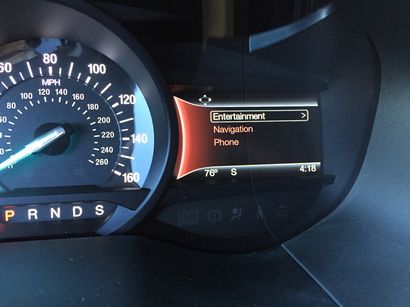 60 80 100
MPH
120
140
160
80 100 120 140 160 180 200 220 240 260
Entertainment >
Navigation
Phone
76° S 4:18
P R N D S